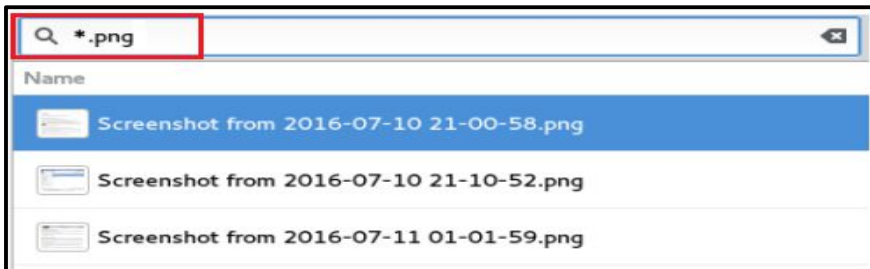 *.png
Name
Screenshot from 2016-07-10 21-00-58.png
Screenshot from 2016-07-10 21-10-52.png
Screenshot from 2016-07-11 01-01-59.png